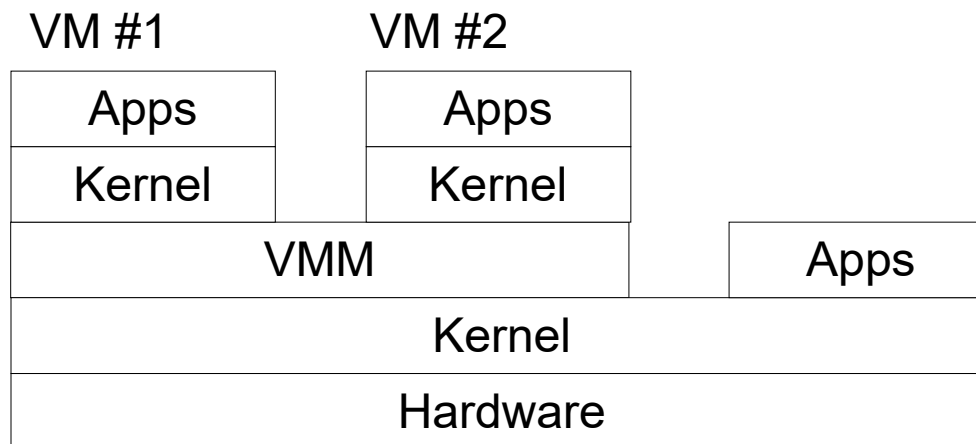 VM #1 VM #2
Apps Apps
Kernel Kernel
VMM Apps
Kernel
Hardware